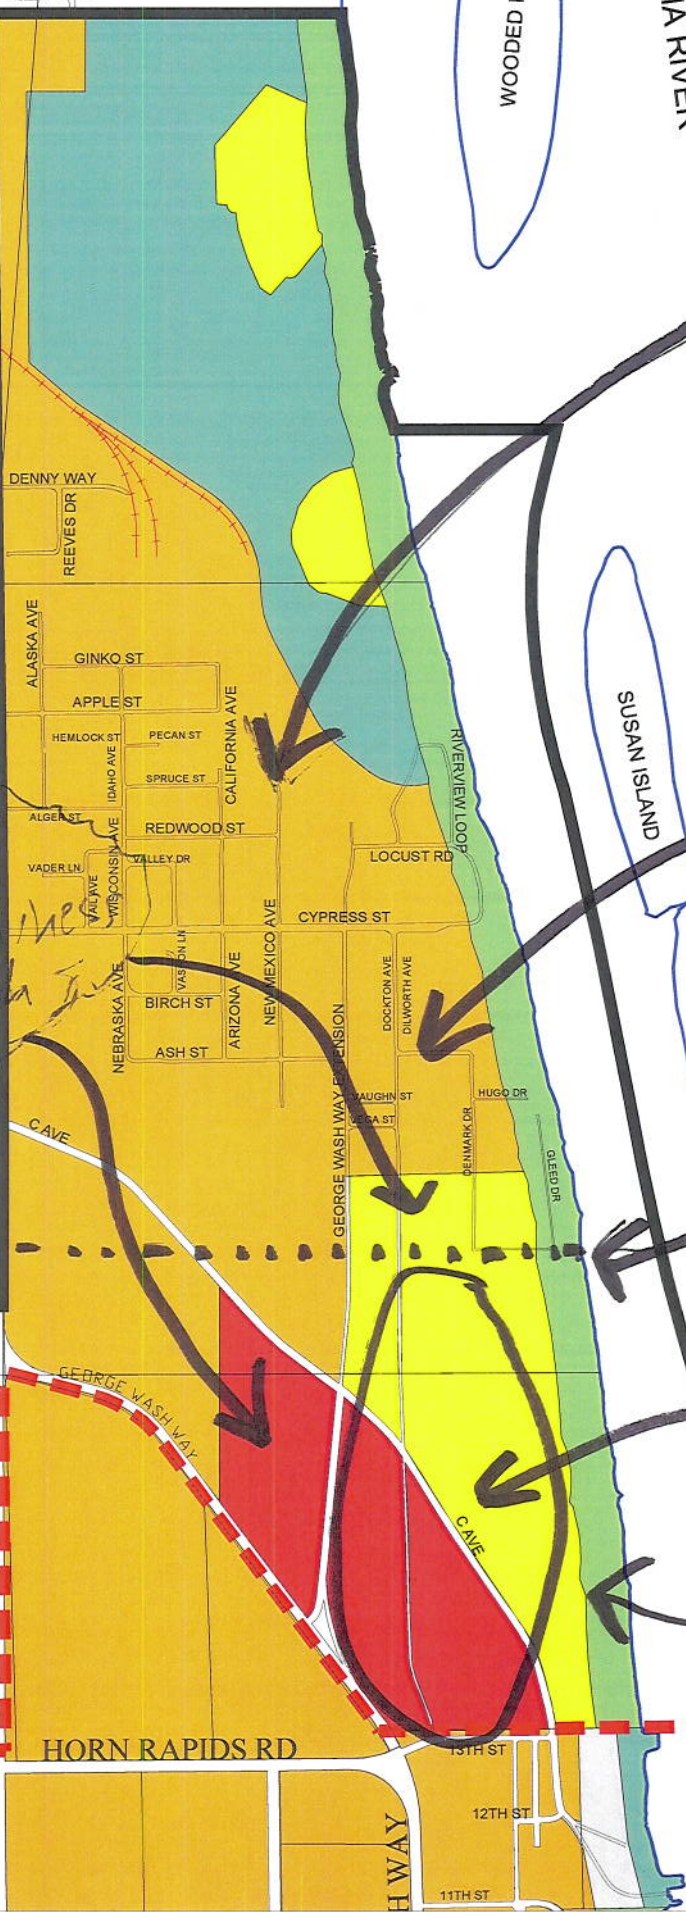 WOODED
IA RIVER
DENNY WAY
REEVES DR
ALASKA AVE
GINKO ST
APPLE ST
CALIFORNIA AVE
HEMLOCK ST
PECAN ST
IDAHO AVE
SPRUCE ST
RIVERVIEW LOOP
SUSAN ISLAND
ALGER ST
REDWOOD ST
WISCONSIN AVE
VALLEY DR
LOCUST RD
VADER LN
VAIL AVE
CYPRESS ST
NEW MEXICO AVE
NEBRASKA AVE
ARIZONA AVE
DOCKTON AVE
DILWORTH AVE
BIRCH ST
ASH ST
GEORGE WASH WAY EXTENSION
VAUGHN ST
HUGO DR
VEGA ST
C AVE
DENMARK DR
GLEED DR
GEORGE WASH WAY
C AVE
HORN RAPIDS RD
13TH ST
12TH ST
H WAY
11TH ST